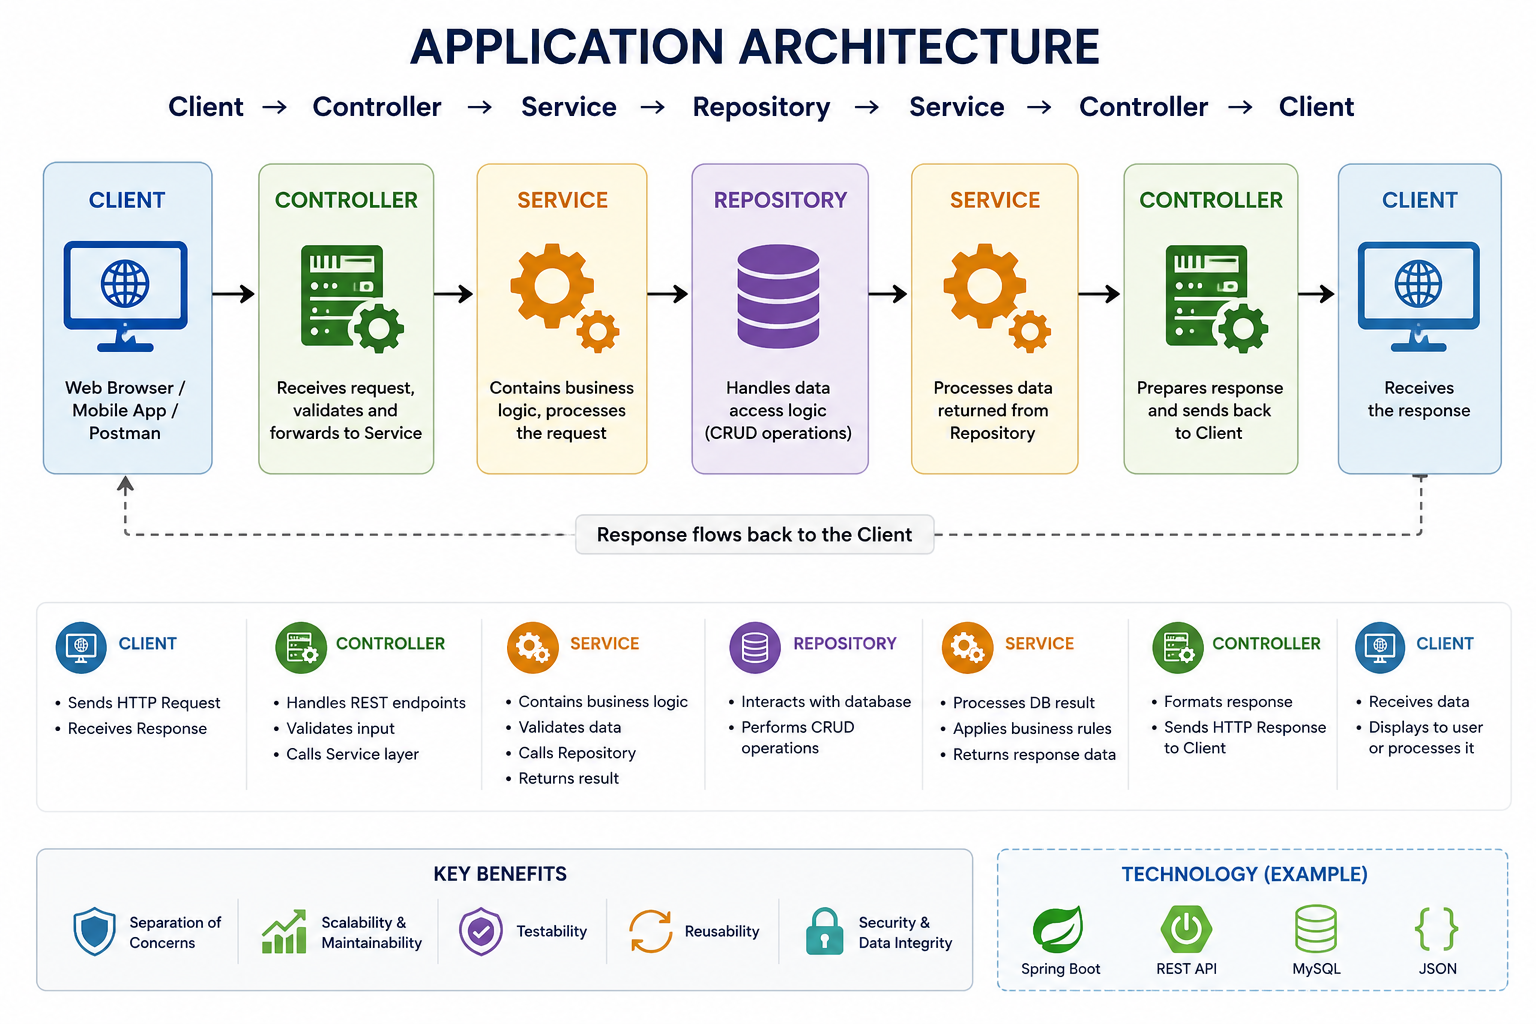 APPLICATION ARCHITECTURE
Client → Controller → Service → Repository → Service → Controller → Client
CLIENT
Web Browser /
Mobile App /
Postman
CONTROLLER
Receives request,
validates and
forwards to Service
SERVICE
Contains business
logic, processes
the request
REPOSITORY
Handles data
access logic
(CRUD operations)
SERVICE
Processes data
returned from
Repository
CONTROLLER
Prepares response
and sends back
to Client
CLIENT
Receives
the response
Response flows back to the Client
CLIENT
• Sends HTTP Request
• Receives Response
CONTROLLER
• Handles REST endpoints
• Validates input
• Calls Service layer
SERVICE
• Contains business logic
• Validates data
• Calls Repository
• Returns result
REPOSITORY
• Interacts with database
• Performs CRUD
operations
SERVICE
• Processes DB result
• Applies business rules
• Returns response data
CONTROLLER
• Formats response
• Sends HTTP Response
to Client
CLIENT
• Receives data
• Displays to user
or processes it
KEY BENEFITS
Separation of
Concerns
Scalability &
Maintainability
Testability
Reusability
Security &
Data Integrity
TECHNOLOGY (EXAMPLE)
Spring Boot
REST API
MySQL
{ }
JSON